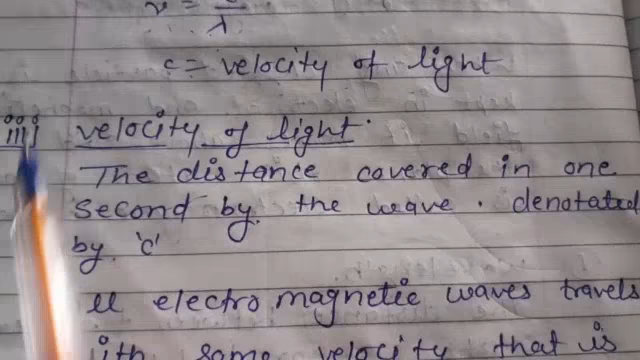 ν = c/λ
c = velocity of light
iii) velocity of light.
The distance covered in one
second by the wave. denotated
by 'c'
ll electromagnetic waves travels
ith same velocity that is